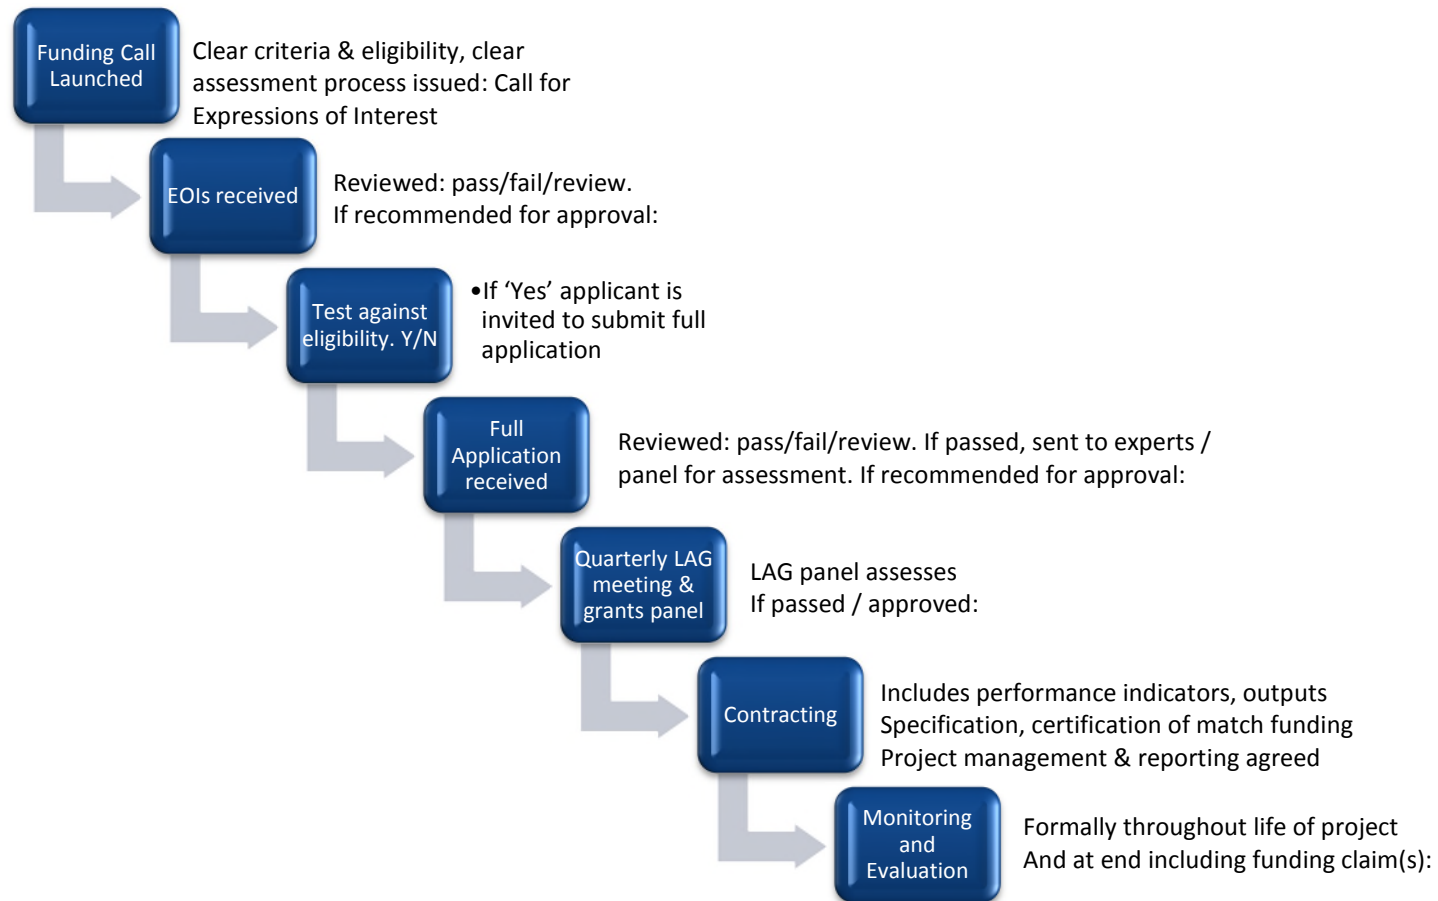 Funding Call
Launched
Clear criteria & eligibility, clear
assessment process issued: Call for
Expressions of Interest
EOIs received
Reviewed: pass/fail/review.
If recommended for approval:
Test against
eligibility. Y/N
•If ‘Yes’ applicant is
invited to submit full
application
Full
Application
received
Reviewed: pass/fail/review. If passed, sent to experts /
panel for assessment. If recommended for approval:
Quarterly LAG
meeting &
grants panel
LAG panel assesses
If passed / approved:
Contracting
Includes performance indicators, outputs
Specification, certification of match funding
Project management & reporting agreed
Monitoring
and
Evaluation
Formally throughout life of project
And at end including funding claim(s):